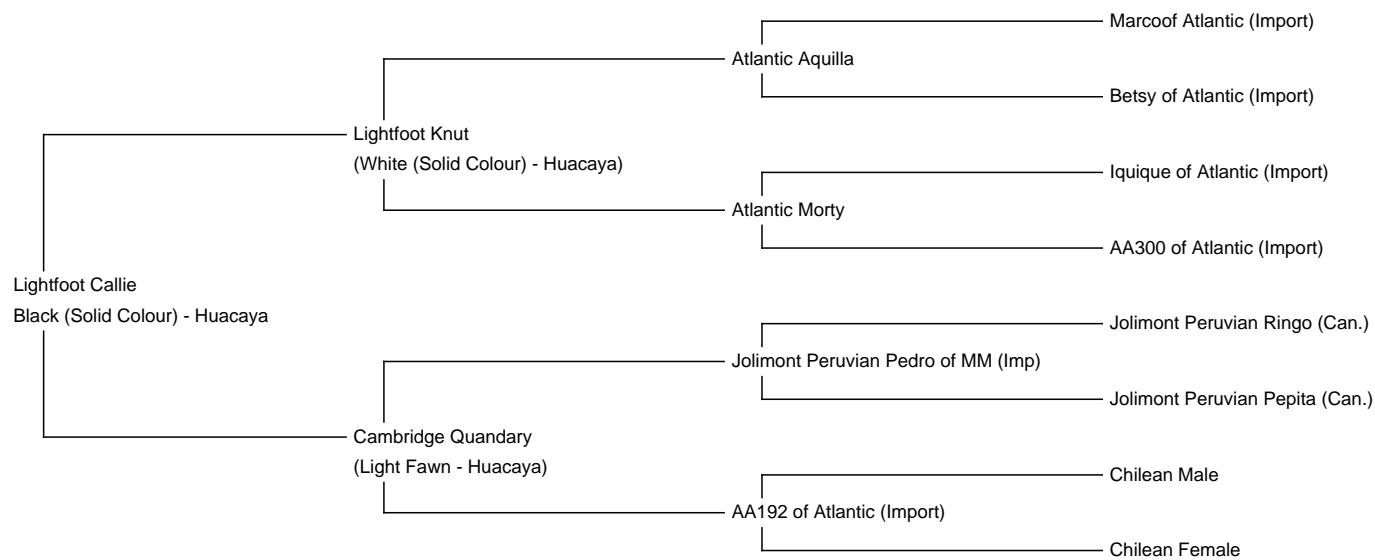 Marcoof Atlantic (Import)
Atlantic Aquilla
Betsy of Atlantic (Import)
Lightfoot Knut
(White (Solid Colour) - Huacaya)
Iquique of Atlantic (Import)
Atlantic Morty
AA300 of Atlantic (Import)
Lightfoot Callie
Black (Solid Colour) - Huacaya
Jolimont Peruvian Ringo (Can.)
Jolimont Peruvian Pedro of MM (Imp)
Jolimont Peruvian Pepita (Can.)
Cambridge Quandary
(Light Fawn - Huacaya)
Chilean Male
AA192 of Atlantic (Import)
Chilean Female